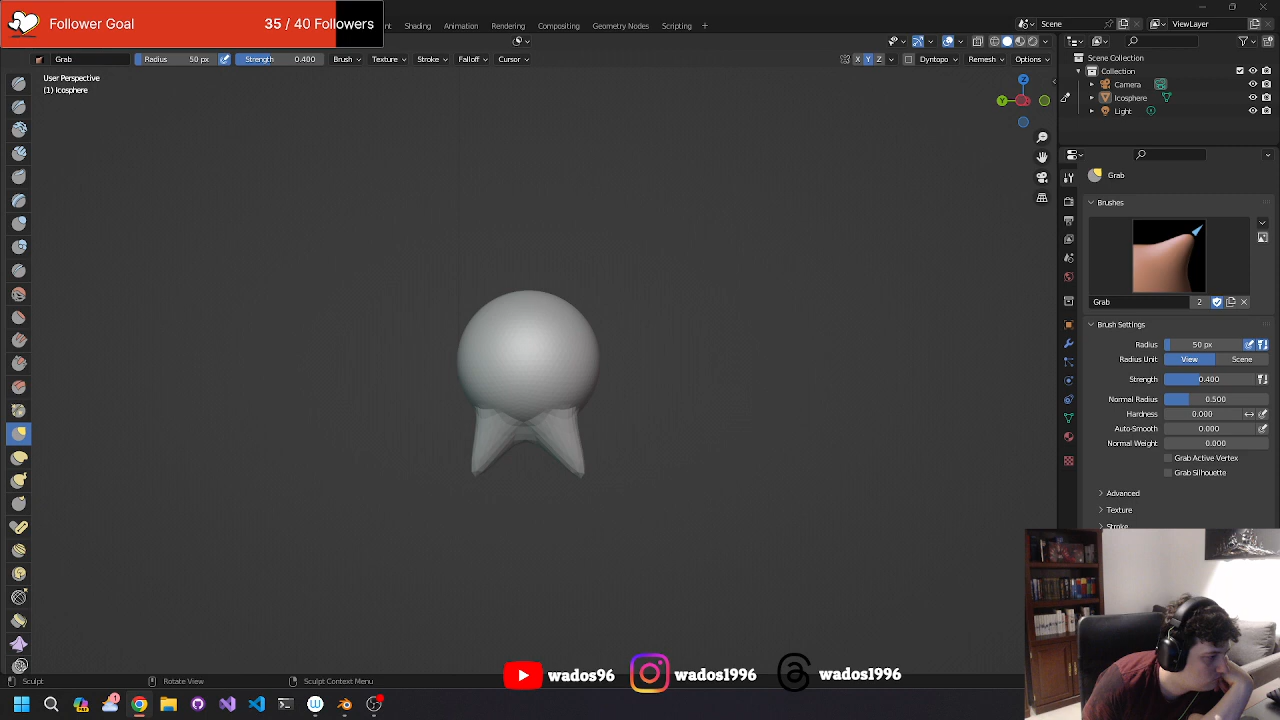 Follower Goal 35 / 40 Followers
Shading Animation Rendering Compositing Geometry Nodes Scripting +
Scene ViewLayer
Grab Radius 50 px Strength 0.400 Brush Texture Stroke Falloff Cursor X Y Z Dyntopo Remesh Options
User Perspective
(1) Icosphere
Z
Y
Scene Collection
Collection
Camera
Icosphere
Light
Grab
Brushes
Grab 2
Brush Settings
Radius 50 px
Radius Unit View Scene
Strength 0.400
Normal Radius 0.500
Hardness 0.000
Auto-Smooth 0.000
Normal Weight 0.000
Grab Active Vertex
Grab Silhouette
Advanced
Texture
Stroke
wados96 wados1996 wados1996
Sculpt Rotate View Sculpt Context Menu